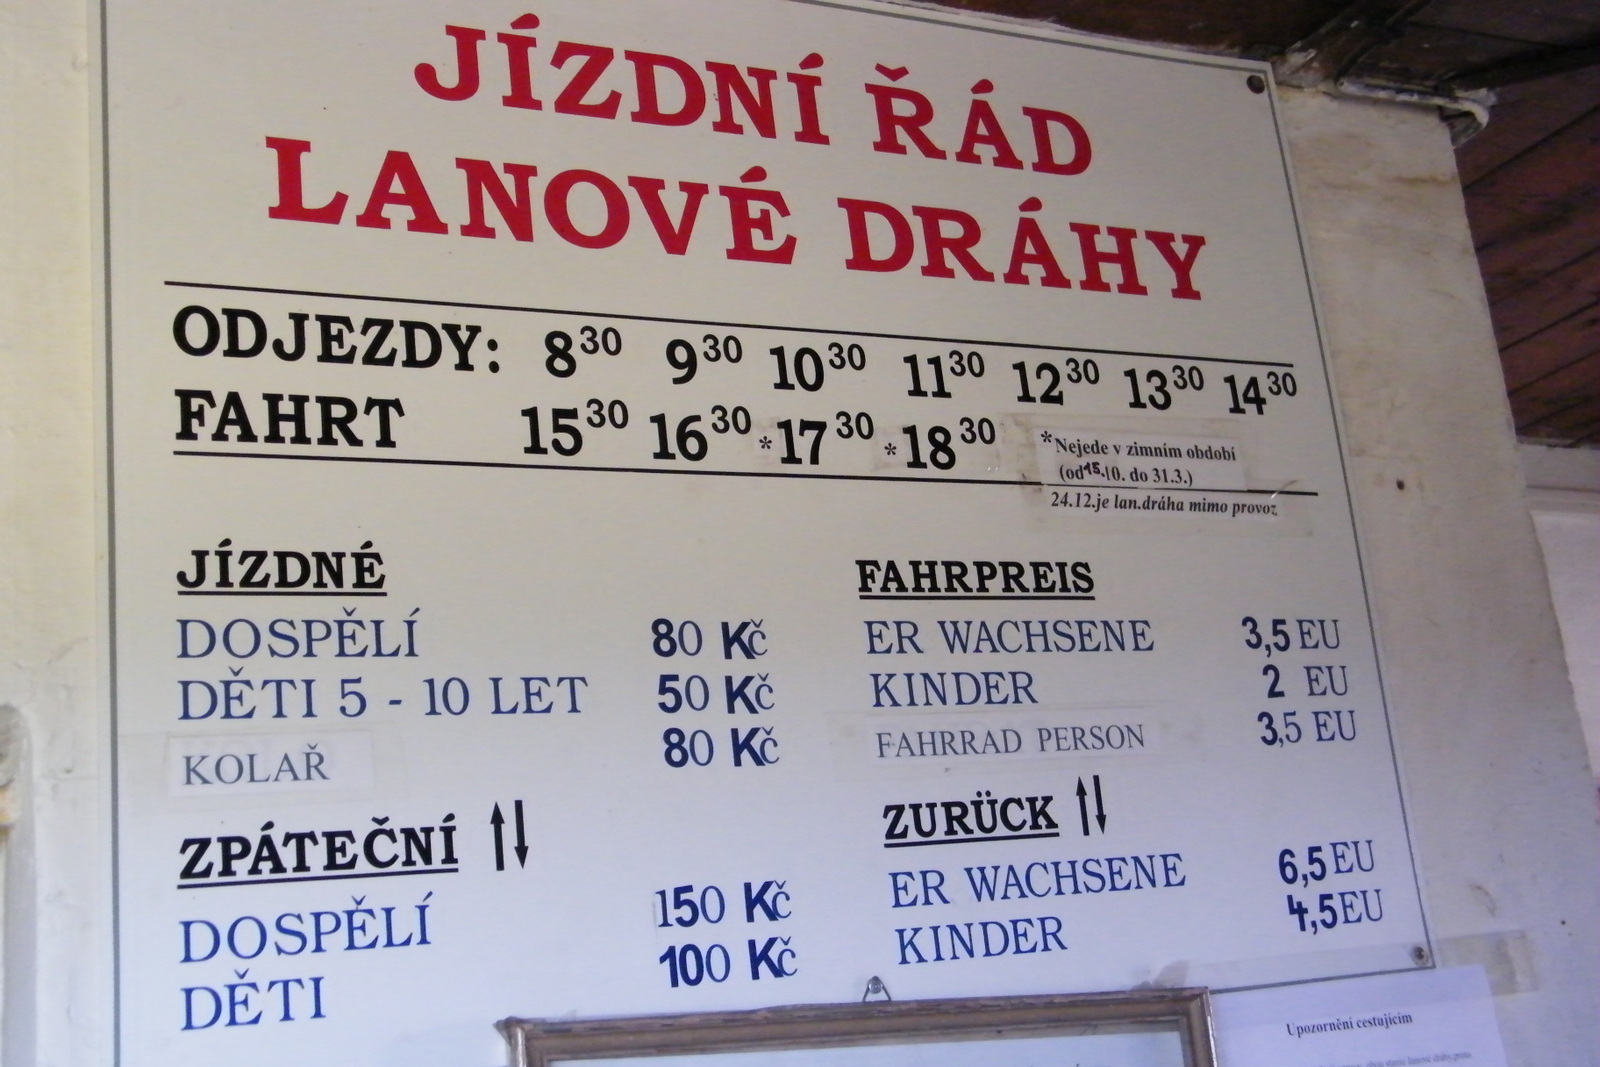 JÍZDNÍ ŘÁD
LANOVÉ DRÁHY
ODJEZDY: 8³⁰ 9³⁰ 10³⁰ 11³⁰ 12³⁰ 13³⁰ 14³⁰
FAHRT 15³⁰ 16³⁰ *17³⁰ *18³⁰
*Nejede v zimním období
(od 15.10. do 31.3.)
24.12.je lan.dráha mimo provoz
JÍZDNÉ
DOSPĚLÍ 80 Kč
DĚTI 5 - 10 LET 50 Kč
KOLAŘ 80 Kč
ZPÁTEČNÍ ↑↓
DOSPĚLÍ 150 Kč
DĚTI 100 Kč
FAHRPREIS
ER WACHSENE 3,5 EU
KINDER 2 EU
FAHRRAD PERSON 3,5 EU
ZURÜCK ↑↓
ER WACHSENE 6,5 EU
KINDER 4,5 EU
Upozornění cestujícím